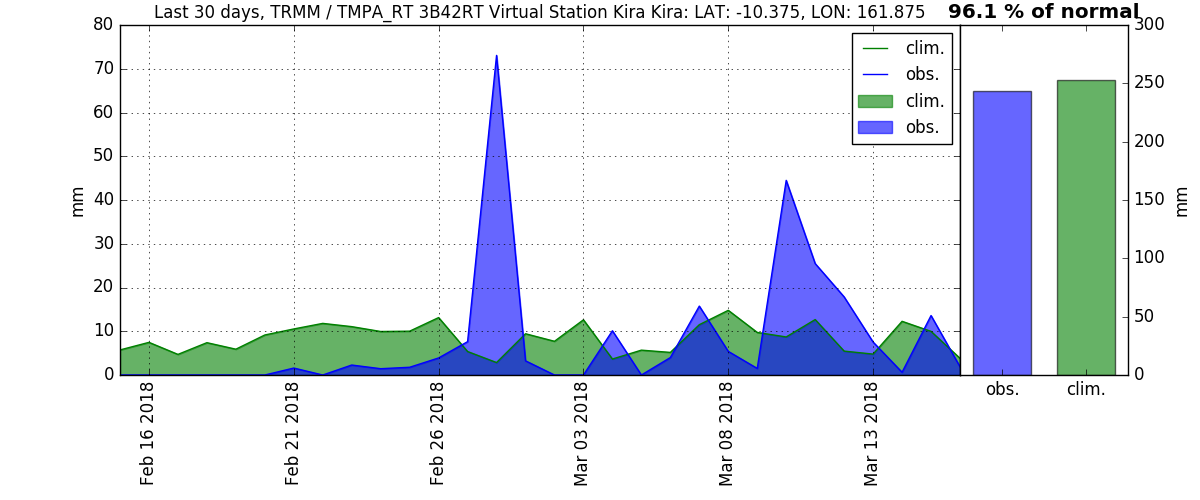 Last 30 days, TRMM / TMPA_RT 3B42RT Virtual Station Kira Kira: LAT: -10.375, LON: 161.875
96.1 % of normal
80
70
60
50
40
30
20
10
0
mm
clim.
obs.
clim.
obs.
Feb 16 2018
Feb 21 2018
Feb 26 2018
Mar 03 2018
Mar 08 2018
Mar 13 2018
300
250
200
150
100
50
0
mm
obs.
clim.